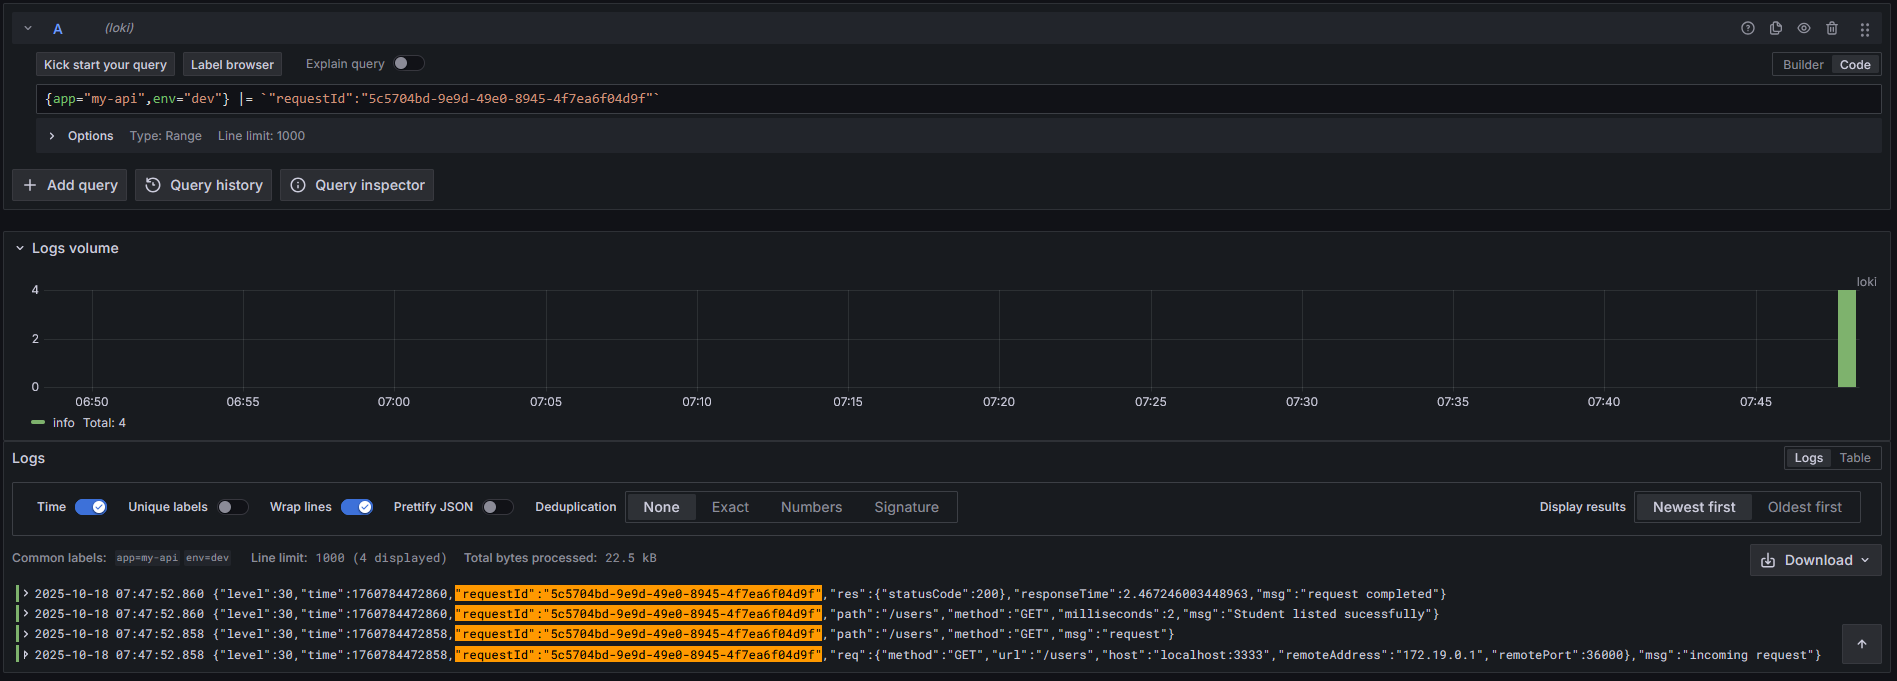 A (loki)
Kick start your query Label browser Explain query Builder Code
{app="my-api",env="dev"} |= `"requestId":"5c5704bd-9e9d-49e0-8945-4f7ea6f04d9f"`
Options Type: Range Line limit: 1000
Add query Query history Query inspector
Logs volume
loki
4
2
0
06:50 06:55 07:00 07:05 07:10 07:15 07:20 07:25 07:30 07:35 07:40 07:45
info Total: 4
Logs Logs Table
Time Unique labels Wrap lines Prettify JSON Deduplication None Exact Numbers Signature Display results Newest first Oldest first
Common labels: app=my-api env=dev Line limit: 1000 (4 displayed) Total bytes processed: 22.5 kB Download
2025-10-18 07:47:52.860 {"level":30,"time":1760784472860,"requestId":"5c5704bd-9e9d-49e0-8945-4f7ea6f04d9f","res":{"statusCode":200},"responseTime":2.467246003448963,"msg":"request completed"}
2025-10-18 07:47:52.860 {"level":30,"time":1760784472860,"requestId":"5c5704bd-9e9d-49e0-8945-4f7ea6f04d9f","path":"/users","method":"GET","milliseconds":2,"msg":"Student listed sucessfully"}
2025-10-18 07:47:52.858 {"level":30,"time":1760784472858,"requestId":"5c5704bd-9e9d-49e0-8945-4f7ea6f04d9f","path":"/users","method":"GET","msg":"request"}
2025-10-18 07:47:52.858 {"level":30,"time":1760784472858,"requestId":"5c5704bd-9e9d-49e0-8945-4f7ea6f04d9f","req":{"method":"GET","url":"/users","host":"localhost:3333","remoteAddress":"172.19.0.1","remotePort":36000},"msg":"incoming request"}